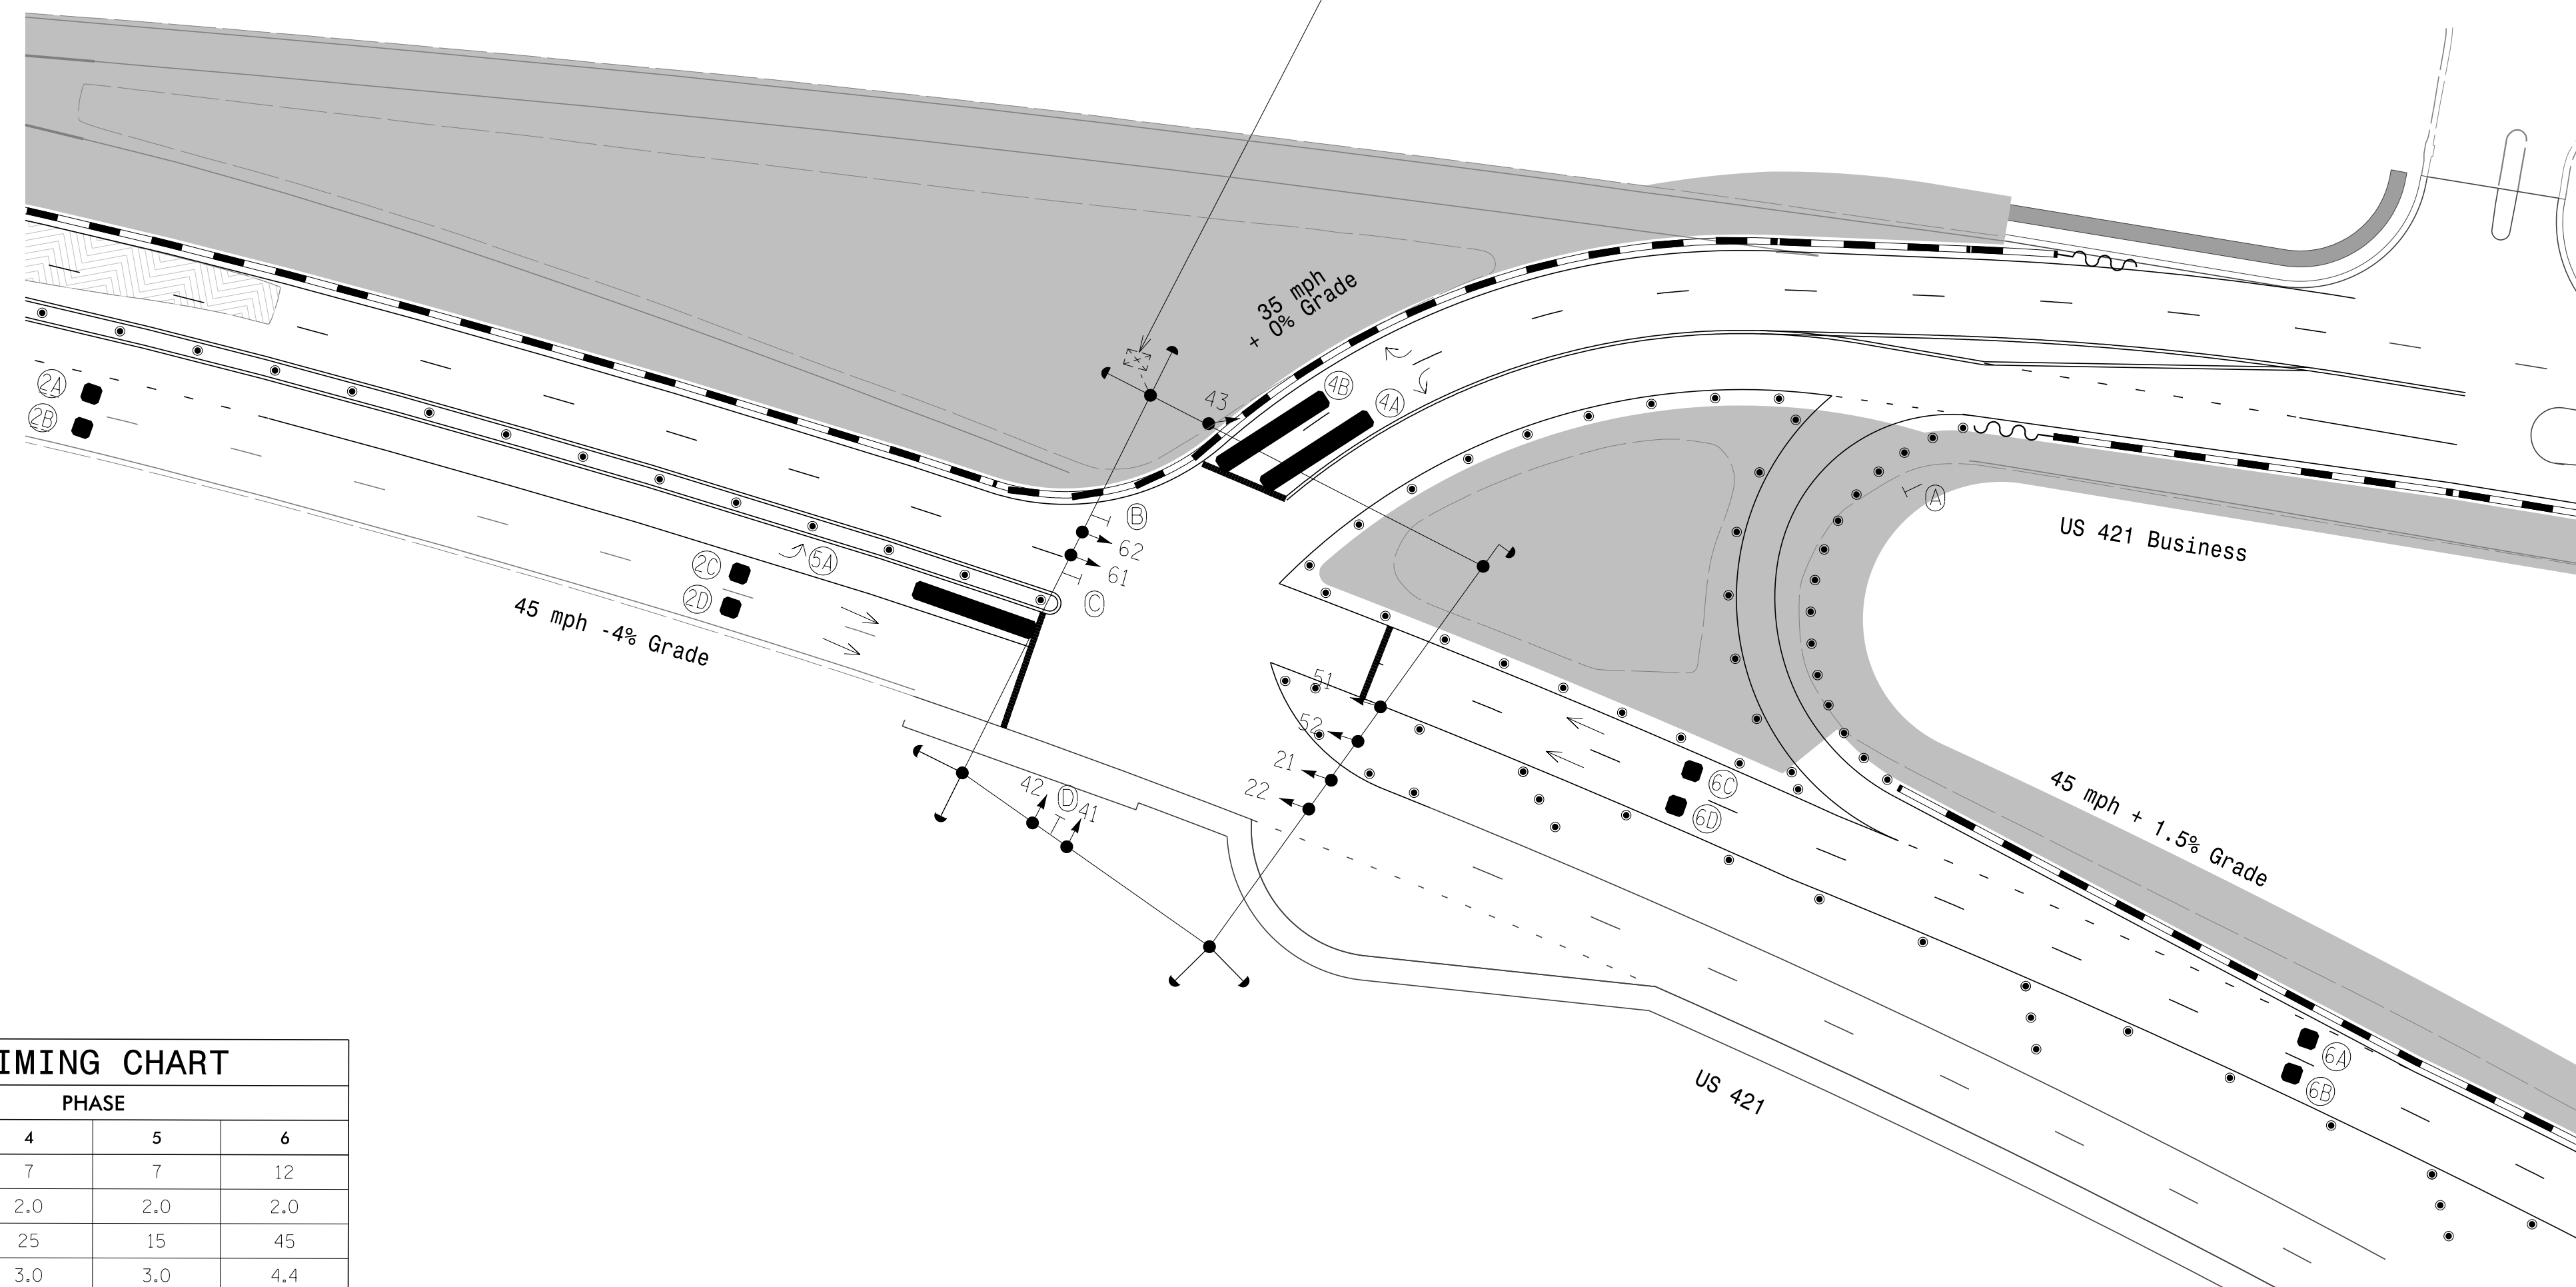 35 mph
+ 0% Grade
43
4B
4A
2A
2B
B
62
61
C
A
US 421 Business
2C
5A
2D
45 mph -4% Grade
51
52
21
22
42
D
41
6C
6D
45 mph + 1.5% Grade
6A
6B
US 421
IMING CHART
PHASE
4 5 6
7 7 12
2.0 2.0 2.0
25 15 45
3.0 3.0 4.4